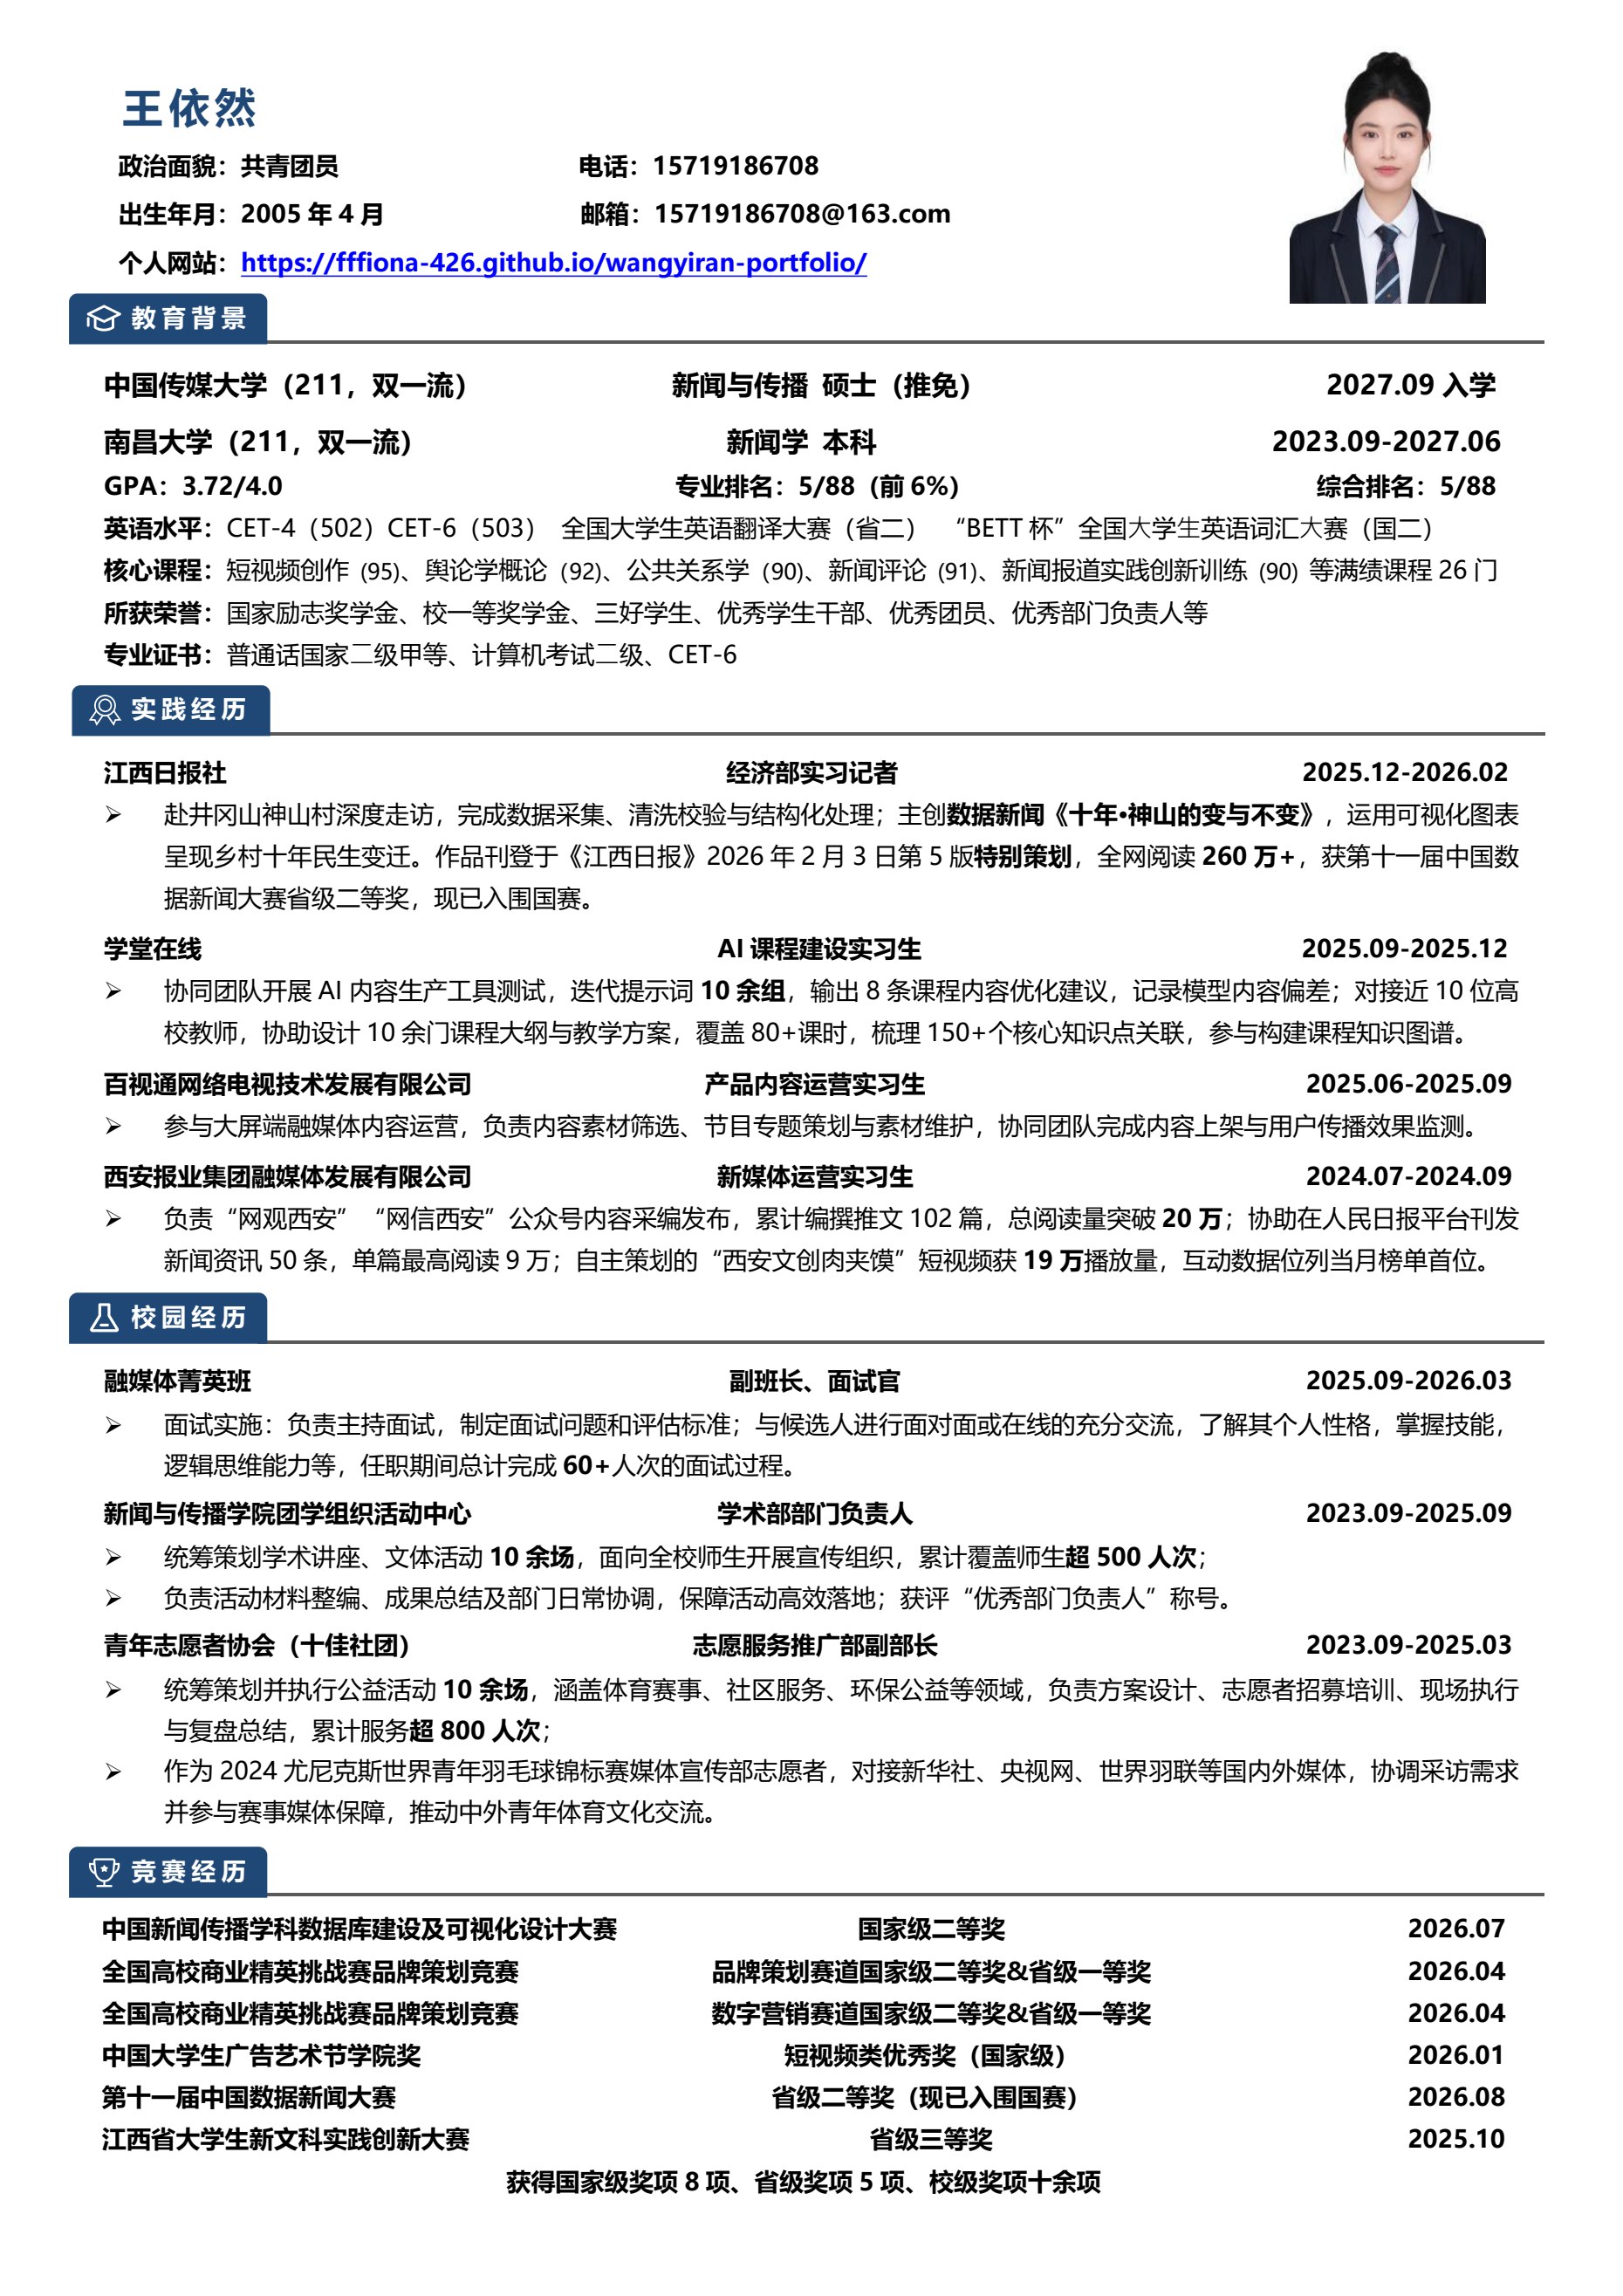 王依然
政治面貌：共青团员 电话：15719186708
出生年月：2005 年 4 月 邮箱：15719186708@163.com
个人网站：https://fffiona-426.github.io/wangyiran-portfolio/
教育背景
中国传媒大学（211，双一流） 新闻与传播 硕士（推免） 2027.09 入学
南昌大学（211，双一流） 新闻学 本科 2023.09-2027.06
GPA：3.72/4.0 专业排名：5/88（前 6%） 综合排名：5/88
英语水平：CET-4（502）CET-6（503） 全国大学生英语翻译大赛（省二） “BETT 杯”全国大学生英语词汇大赛（国二）
核心课程：短视频创作 (95)、舆论学概论（92）、公共关系学（90）、新闻评论 (91)、新闻报道实践创新训练 (90) 等满绩课程 26 门
所获荣誉：国家励志奖学金、校一等奖学金、三好学生、优秀学生干部、优秀团员、优秀部门负责人等
专业证书：普通话国家二级甲等、计算机考试二级、CET-6
实践经历
江西日报社 经济部实习记者 2025.12-2026.02
➢ 赴井冈山神山村深度走访，完成数据采集、清洗校验与结构化处理；主创数据新闻《十年•神山的变与不变》，运用可视化图表
呈现乡村十年民生变迁。作品刊登于《江西日报》2026 年 2 月 3 日第 5 版特别策划，全网阅读 260 万+，获第十一届中国数
据新闻大赛省级二等奖，现已入围国赛。
学堂在线 AI 课程建设实习生 2025.09-2025.12
➢ 协同团队开展 AI 内容生产工具测试，迭代提示词 10 余组，输出 8 条课程内容优化建议，记录模型内容偏差；对接近 10 位高
校教师，协助设计 10 余门课程大纲与教学方案，覆盖 80+课时，梳理 150+个核心知识点关联，参与构建课程知识图谱。
百视通网络电视技术发展有限公司 产品内容运营实习生 2025.06-2025.09
➢ 参与大屏端融媒体内容运营，负责内容素材筛选、节目专题策划与素材维护，协同团队完成内容上架与用户传播效果监测。
西安报业集团融媒体发展有限公司 新媒体运营实习生 2024.07-2024.09
➢ 负责“网观西安”“网信西安”公众号内容采编发布，累计编撰推文 102 篇，总阅读量突破 20 万；协助在人民日报平台刊发
新闻资讯 50 条，单篇最高阅读 9 万；自主策划的“西安文创肉夹馍”短视频获 19 万播放量，互动数据位列当月榜单首位。
校园经历
融媒体菁英班 副班长、面试官 2025.09-2026.03
➢ 面试实施：负责主持面试，制定面试问题和评估标准；与候选人进行面对面或在线的充分交流，了解其个人性格，掌握技能，
逻辑思维能力等，任职期间总计完成 60+人次的面试过程。
新闻与传播学院团学组织活动中心 学术部部门负责人 2023.09-2025.09
➢ 统筹策划学术讲座、文体活动 10 余场，面向全校师生开展宣传组织，累计覆盖师生超 500 人次；
➢ 负责活动材料整编、成果总结及部门日常协调，保障活动高效落地；获评“优秀部门负责人”称号。
青年志愿者协会（十佳社团） 志愿服务推广部副部长 2023.09-2025.03
➢ 统筹策划并执行公益活动 10 余场，涵盖体育赛事、社区服务、环保公益等领域，负责方案设计、志愿者招募培训、现场执行
与复盘总结，累计服务超 800 人次；
➢ 作为 2024 尤尼克斯世界青年羽毛球锦标赛媒体宣传部志愿者，对接新华社、央视网、世界羽联等国内外媒体，协调采访需求
并参与赛事媒体保障，推动中外青年体育文化交流。
竞赛经历
中国新闻传播学科数据库建设及可视化设计大赛 国家级二等奖 2026.07
全国高校商业精英挑战赛品牌策划竞赛 品牌策划赛道国家级二等奖&省级一等奖 2026.04
全国高校商业精英挑战赛品牌策划竞赛 数字营销赛道国家级二等奖&省级一等奖 2026.04
中国大学生广告艺术节学院奖 短视频类优秀奖（国家级） 2026.01
第十一届中国数据新闻大赛 省级二等奖（现已入围国赛） 2026.08
江西省大学生新文科实践创新大赛 省级三等奖 2025.10
获得国家级奖项 8 项、省级奖项 5 项、校级奖项十余项